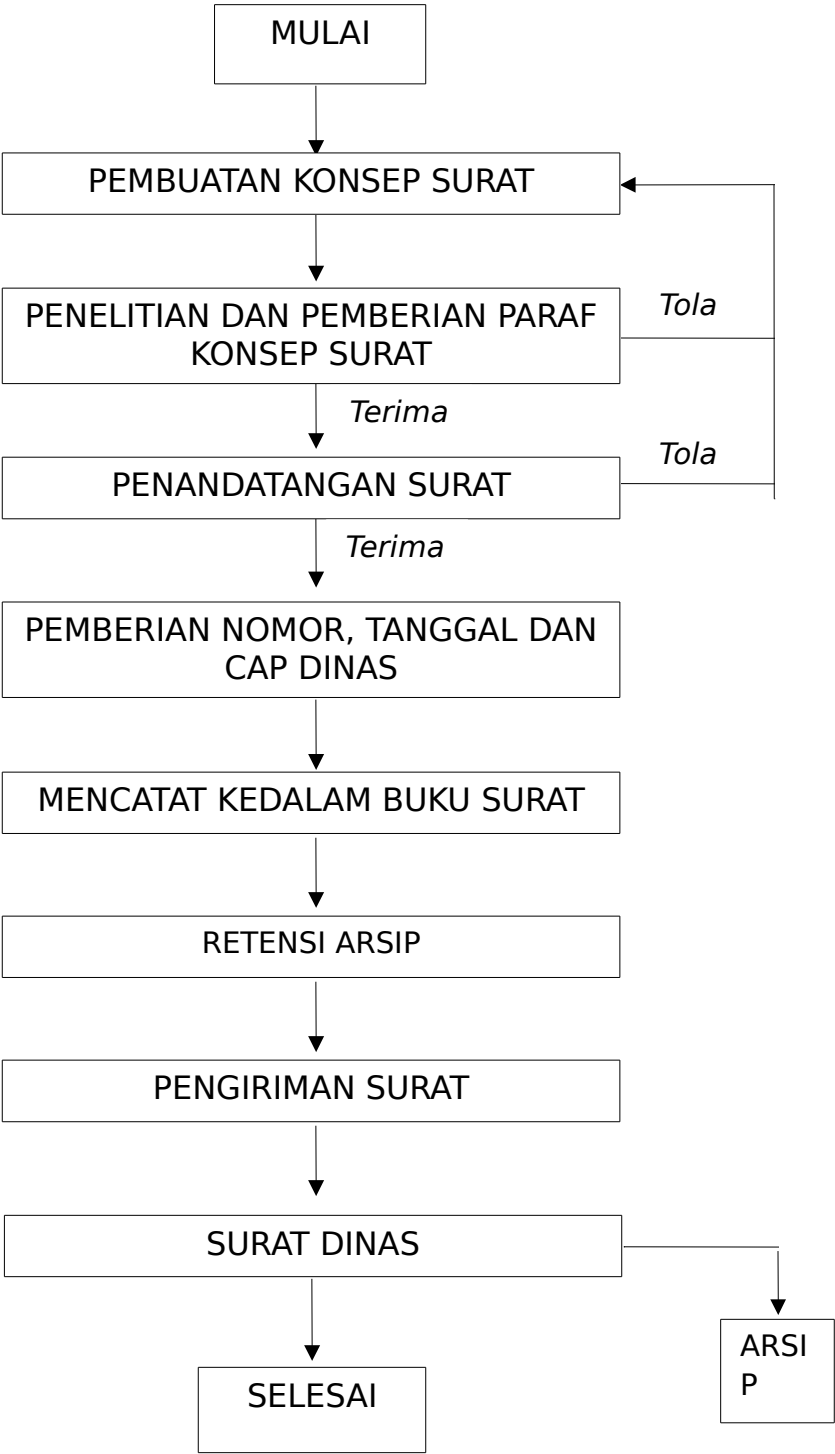 MULAI
PEMBUATAN KONSEP SURAT
PENELITIAN DAN PEMBERIAN PARAF
KONSEP SURAT
Tola
Terima
PENANDATANGAN SURAT
Tola
Terima
PEMBERIAN NOMOR, TANGGAL DAN
CAP DINAS
MENCATAT KEDALAM BUKU SURAT
RETENSI ARSIP
PENGIRIMAN SURAT
SURAT DINAS
ARSI
P
SELESAI